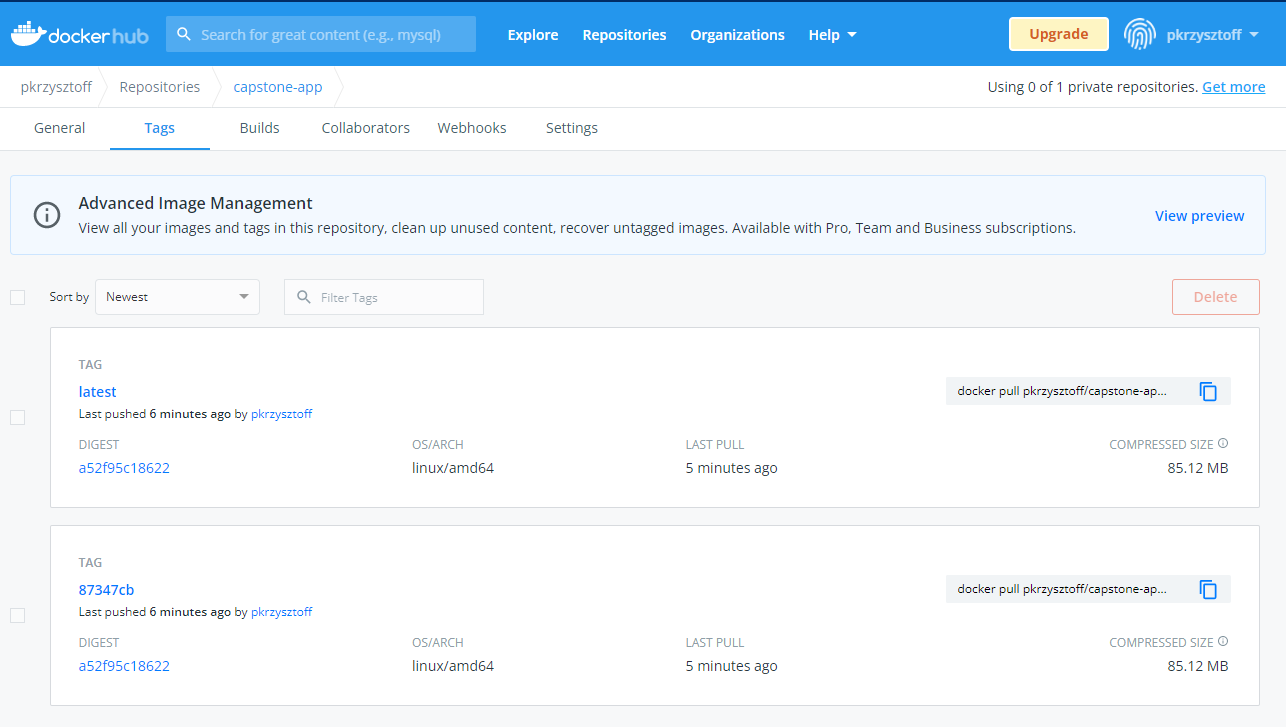 docker hub
Search for great content (e.g., mysql)
Explore
Repositories
Organizations
Help
Upgrade
pkrzysztoff
pkrzysztoff
Repositories
capstone-app
Using 0 of 1 private repositories. Get more
General
Tags
Builds
Collaborators
Webhooks
Settings
Advanced Image Management
View all your images and tags in this repository, clean up unused content, recover untagged images. Available with Pro, Team and Business subscriptions.
View preview
Sort by
Newest
Filter Tags
Delete
TAG
latest
Last pushed 6 minutes ago by pkrzysztoff
docker pull pkrzysztoff/capstone-ap...
DIGEST
OS/ARCH
LAST PULL
COMPRESSED SIZE
a52f95c18622
linux/amd64
5 minutes ago
85.12 MB
TAG
87347cb
Last pushed 6 minutes ago by pkrzysztoff
docker pull pkrzysztoff/capstone-ap...
DIGEST
OS/ARCH
LAST PULL
COMPRESSED SIZE
a52f95c18622
linux/amd64
5 minutes ago
85.12 MB